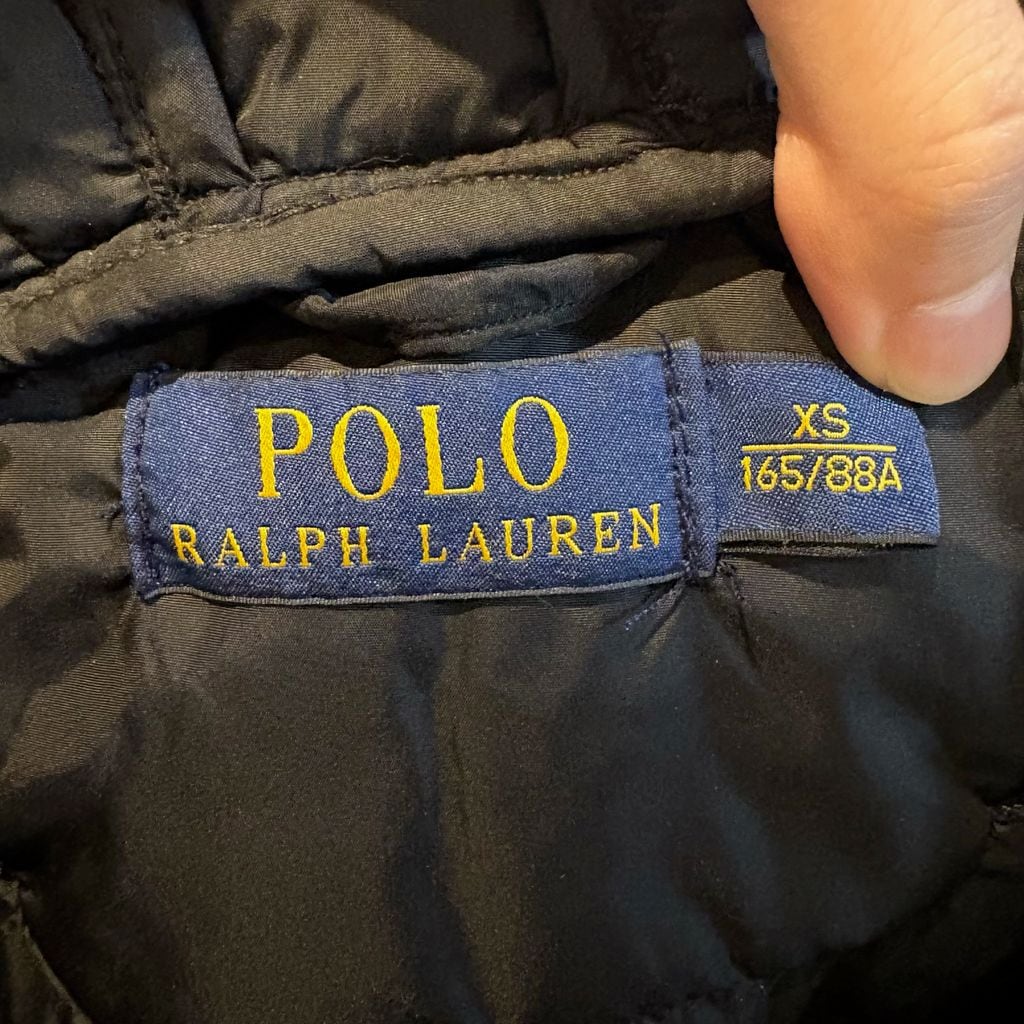 POLO
RALPH LAUREN
XS
165/88A